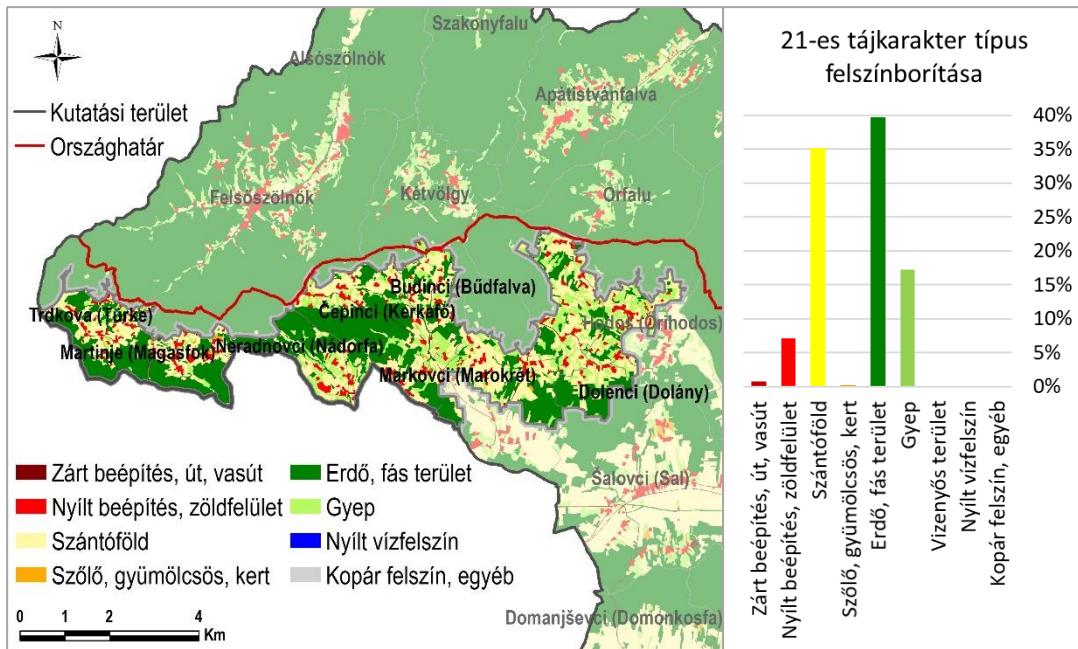 N
Kutatási terület
Országhatár
Szakonyfalu
Alsószölnök
Apátistvánfalva
Felsőszölnök
Kétvölgy
Orfalu
Budinci (Bűdfalva)
Trdkova (Türke)
Čepinci (Kerkafő)
Hodoš (Őrihodos)
Martinje (Magasfok)
Neradnovci (Nádorfa)
Markovci (Marokrét)
Dolenci (Dolány)
Šalovci (Sal)
Domanjševci (Domonkosfa)
Zárt beépítés, út, vasút
Nyílt beépítés, zöldfelület
Szántóföld
Szőlő, gyümölcsös, kert
Erdő, fás terület
Gyep
Nyílt vízfelszín
Kopár felszín, egyéb
0 1 2 4
Km
21-es tájkarakter típus
felszínborítása
40%
35%
30%
25%
20%
15%
10%
5%
0%
Zárt beépítés, út, vasút
Nyílt beépítés, zöldfelület
Szántóföld
Szőlő, gyümölcsös, kert
Erdő, fás terület
Gyep
Vizenyős terület
Nyílt vízfelszín
Kopár felszín, egyéb